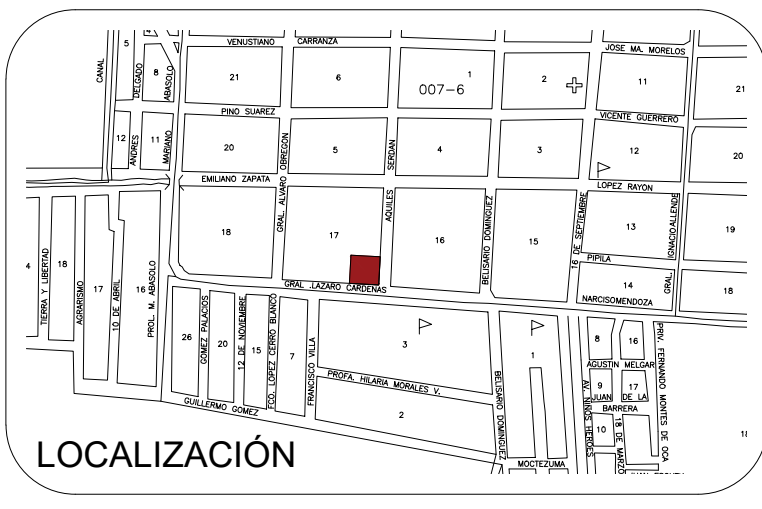 VENUSTIANO CARRANZA
JOSE MA. MORELOS
CANAL
5
DELGADO
8
ABASOLO
21
6
1
007-6
2
11
21
PINO SUAREZ
VICENTE GUERRERO
12
ANDRES
11
MARIANO
20
GRAL. ALVARO OBREGON
5
AQUILES SERDAN
4
3
12
20
EMILIANO ZAPATA
LOPEZ RAYON
18
17
16
BELISARIO DOMINGUEZ
15
16 DE SEPTIEMBRE
13
GRAL. IGNACIO ALLENDE
19
PIPILA
14
18
GRAL .LAZARO CARDENAS
NARCISOMENDOZA
4
TIERRA Y LIBERTAD
18
AGRARISMO
17
10 DE ABRIL
16
PROL. M. ABASOLO
26
GOMEZ PALACIOS
20
12 DE NOVIEMBRE
15
FCO. LOPEZ CERRO BLANCO
7
FRANCISCO VILLA
3
1
8
16
AGUSTIN MELGAR
PROFA. HILARIA MORALES V.
BELISARIO DOMINGUEZ
AV. NIÑOS HEROES
9
17
JUAN DE LA
BARRERA
PRIV. FERNANDO MONTES DE OCA
GUILLERMO GOMEZ
2
10
18 DE MARZO
MOCTEZUMA
LOCALIZACIÓN